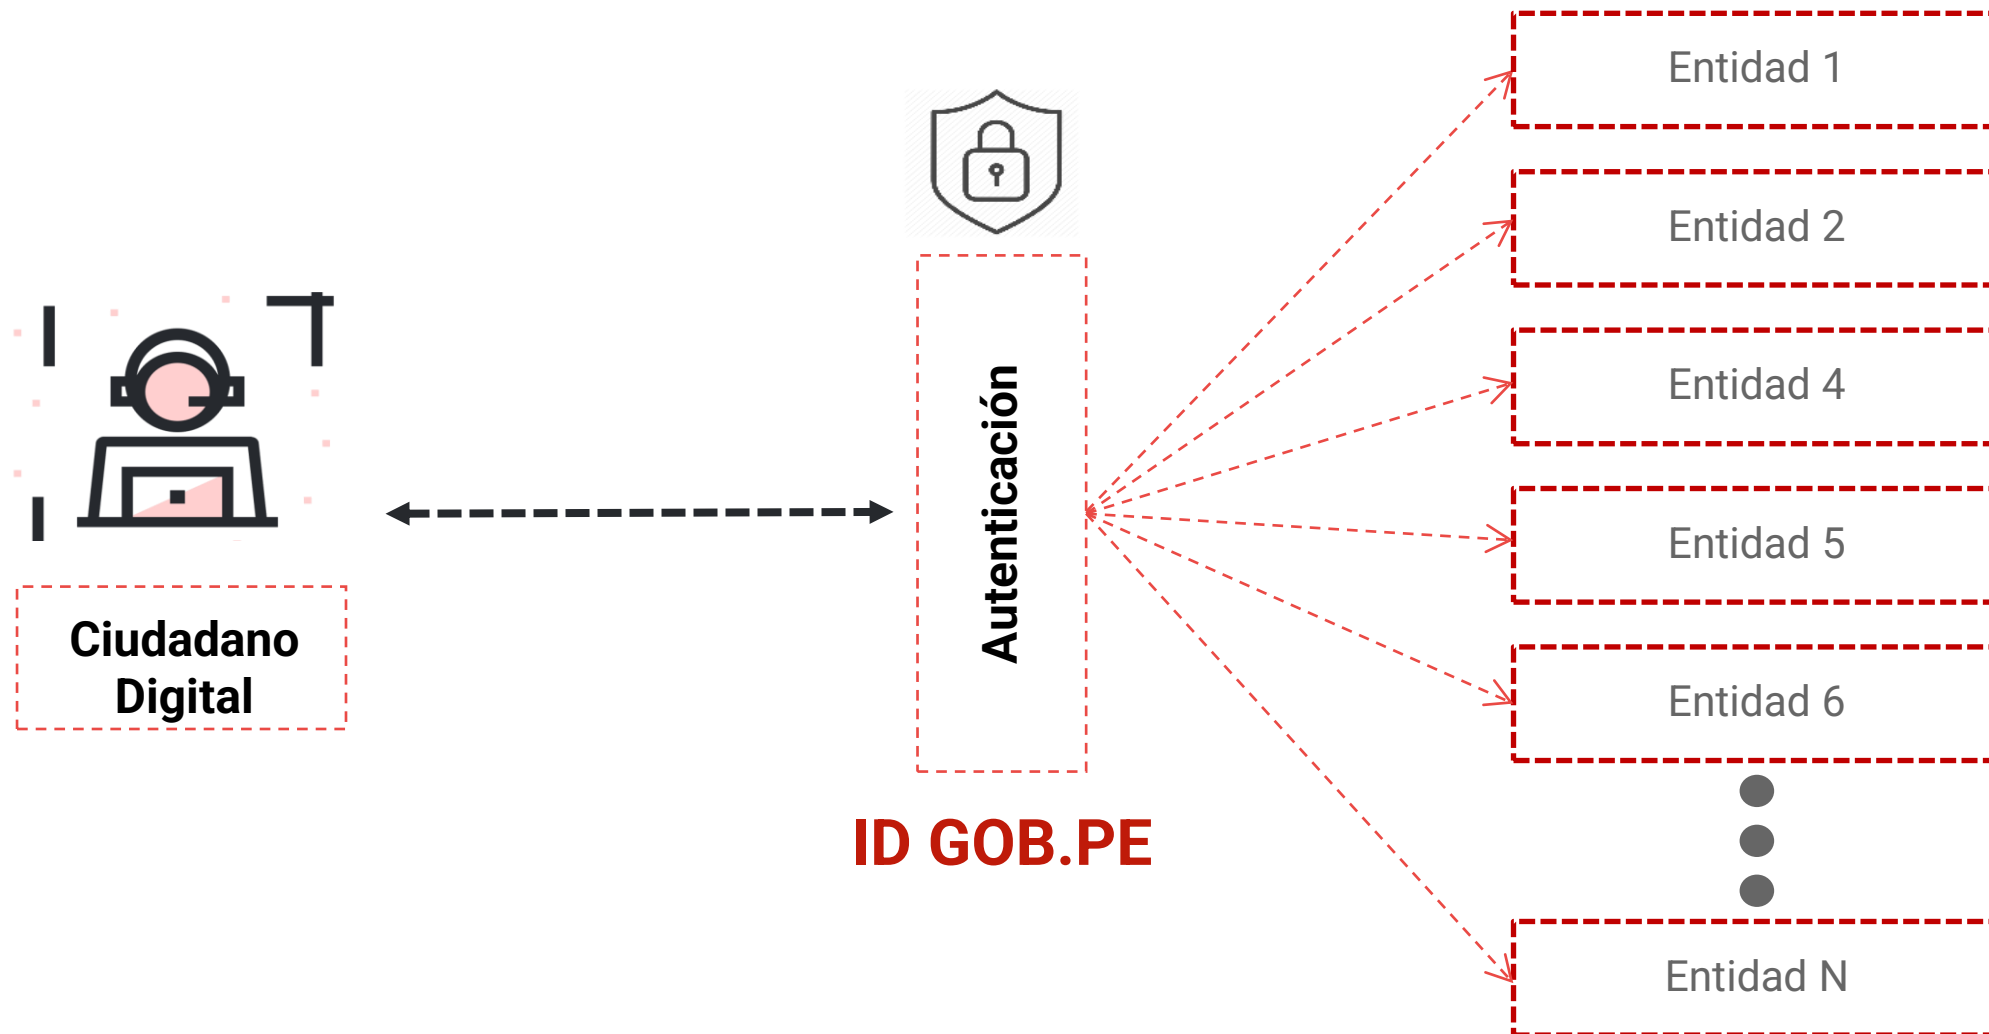 Ciudadano
Digital
Autenticación
ID GOB.PE
Entidad 1
Entidad 2
Entidad 4
Entidad 5
Entidad 6
Entidad N